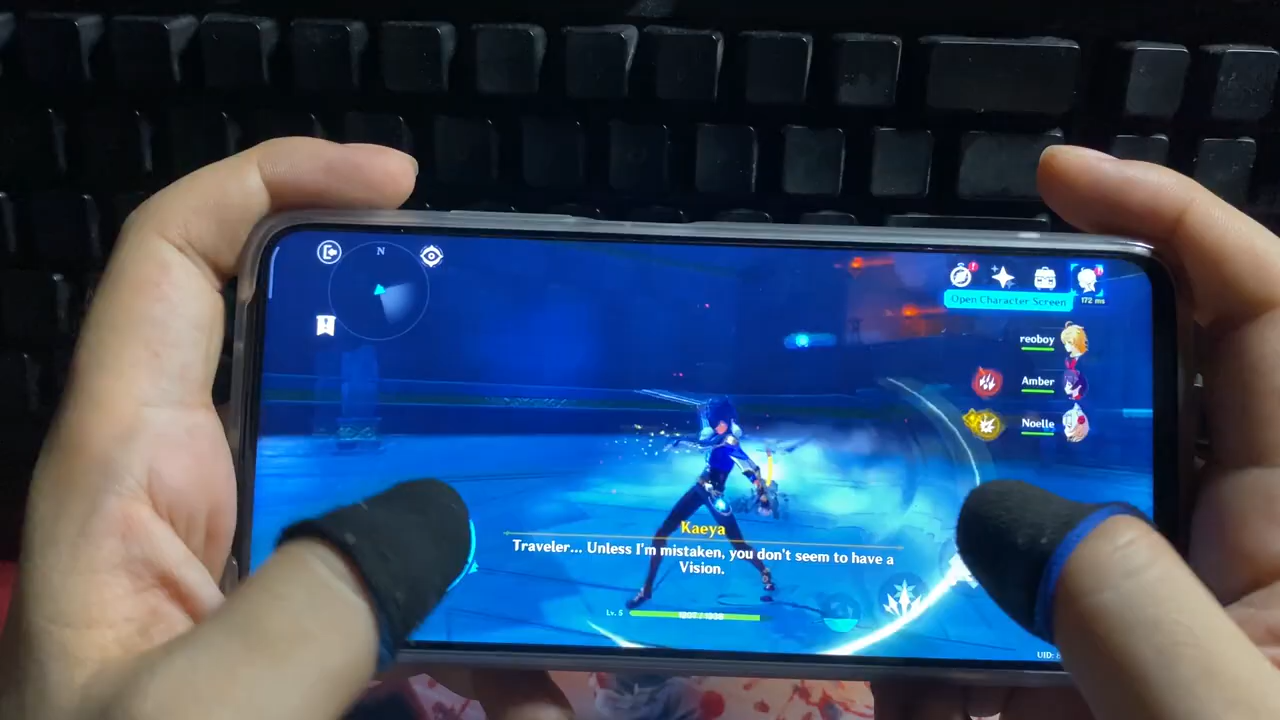 N
Open Character Screen
172 ms
reoboy
Amber
Noelle
Kaeya
Traveler... Unless I'm mistaken, you don't seem to have a
Vision.
Lv. 5
UID: